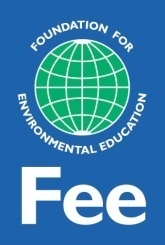 FOUNDATION FOR
ENVIRONMENTAL EDUCATION
Fee